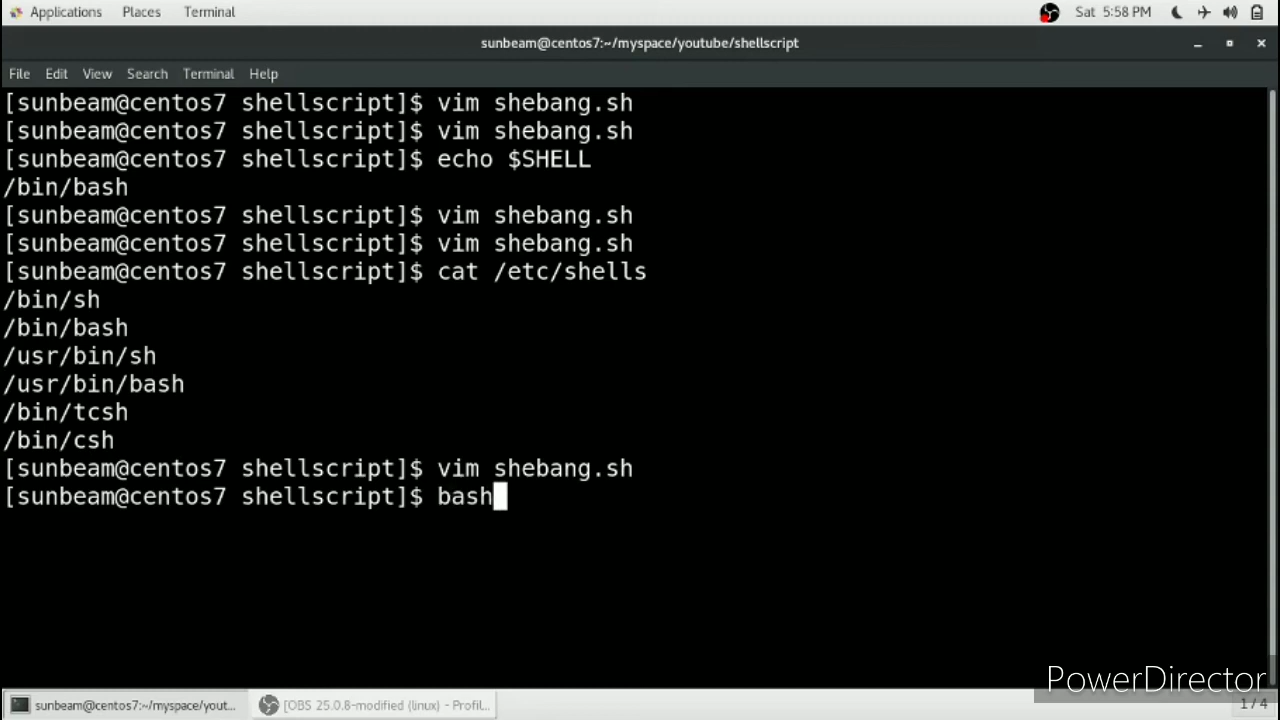 Applications Places Terminal Sat 5:58 PM
sunbeam@centos7:~/myspace/youtube/shellscript
File Edit View Search Terminal Help
[sunbeam@centos7 shellscript]$ vim shebang.sh
[sunbeam@centos7 shellscript]$ vim shebang.sh
[sunbeam@centos7 shellscript]$ echo $SHELL
/bin/bash
[sunbeam@centos7 shellscript]$ vim shebang.sh
[sunbeam@centos7 shellscript]$ vim shebang.sh
[sunbeam@centos7 shellscript]$ cat /etc/shells
/bin/sh
/bin/bash
/usr/bin/sh
/usr/bin/bash
/bin/tcsh
/bin/csh
[sunbeam@centos7 shellscript]$ vim shebang.sh
[sunbeam@centos7 shellscript]$ bash
PowerDirector
sunbeam@centos7:~/myspace/yout... [OBS 25.0.8-modified (linux) - Profil... 1 / 4